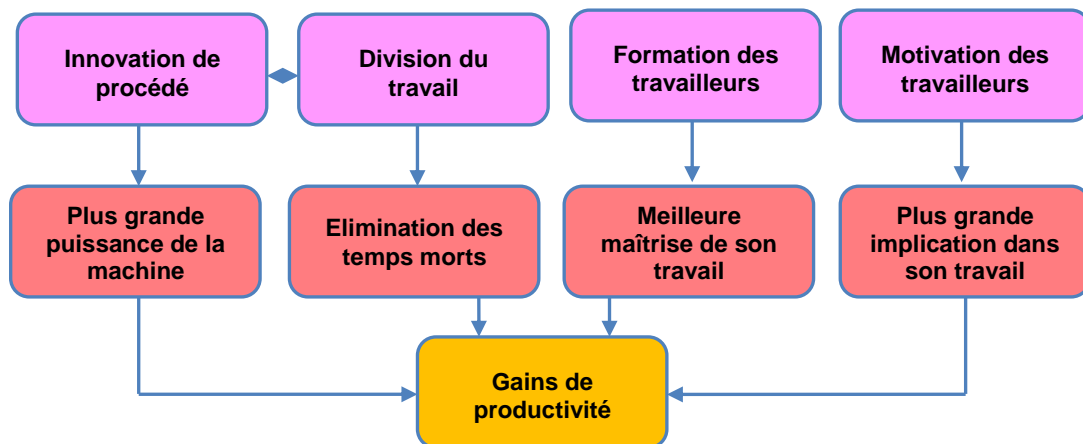 Innovation de
procédé
Division du
travail
Formation des
travailleurs
Motivation des
travailleurs
Plus grande
puissance de la
machine
Elimination des
temps morts
Meilleure
maîtrise de son
travail
Plus grande
implication dans
son travail
Gains de
productivité